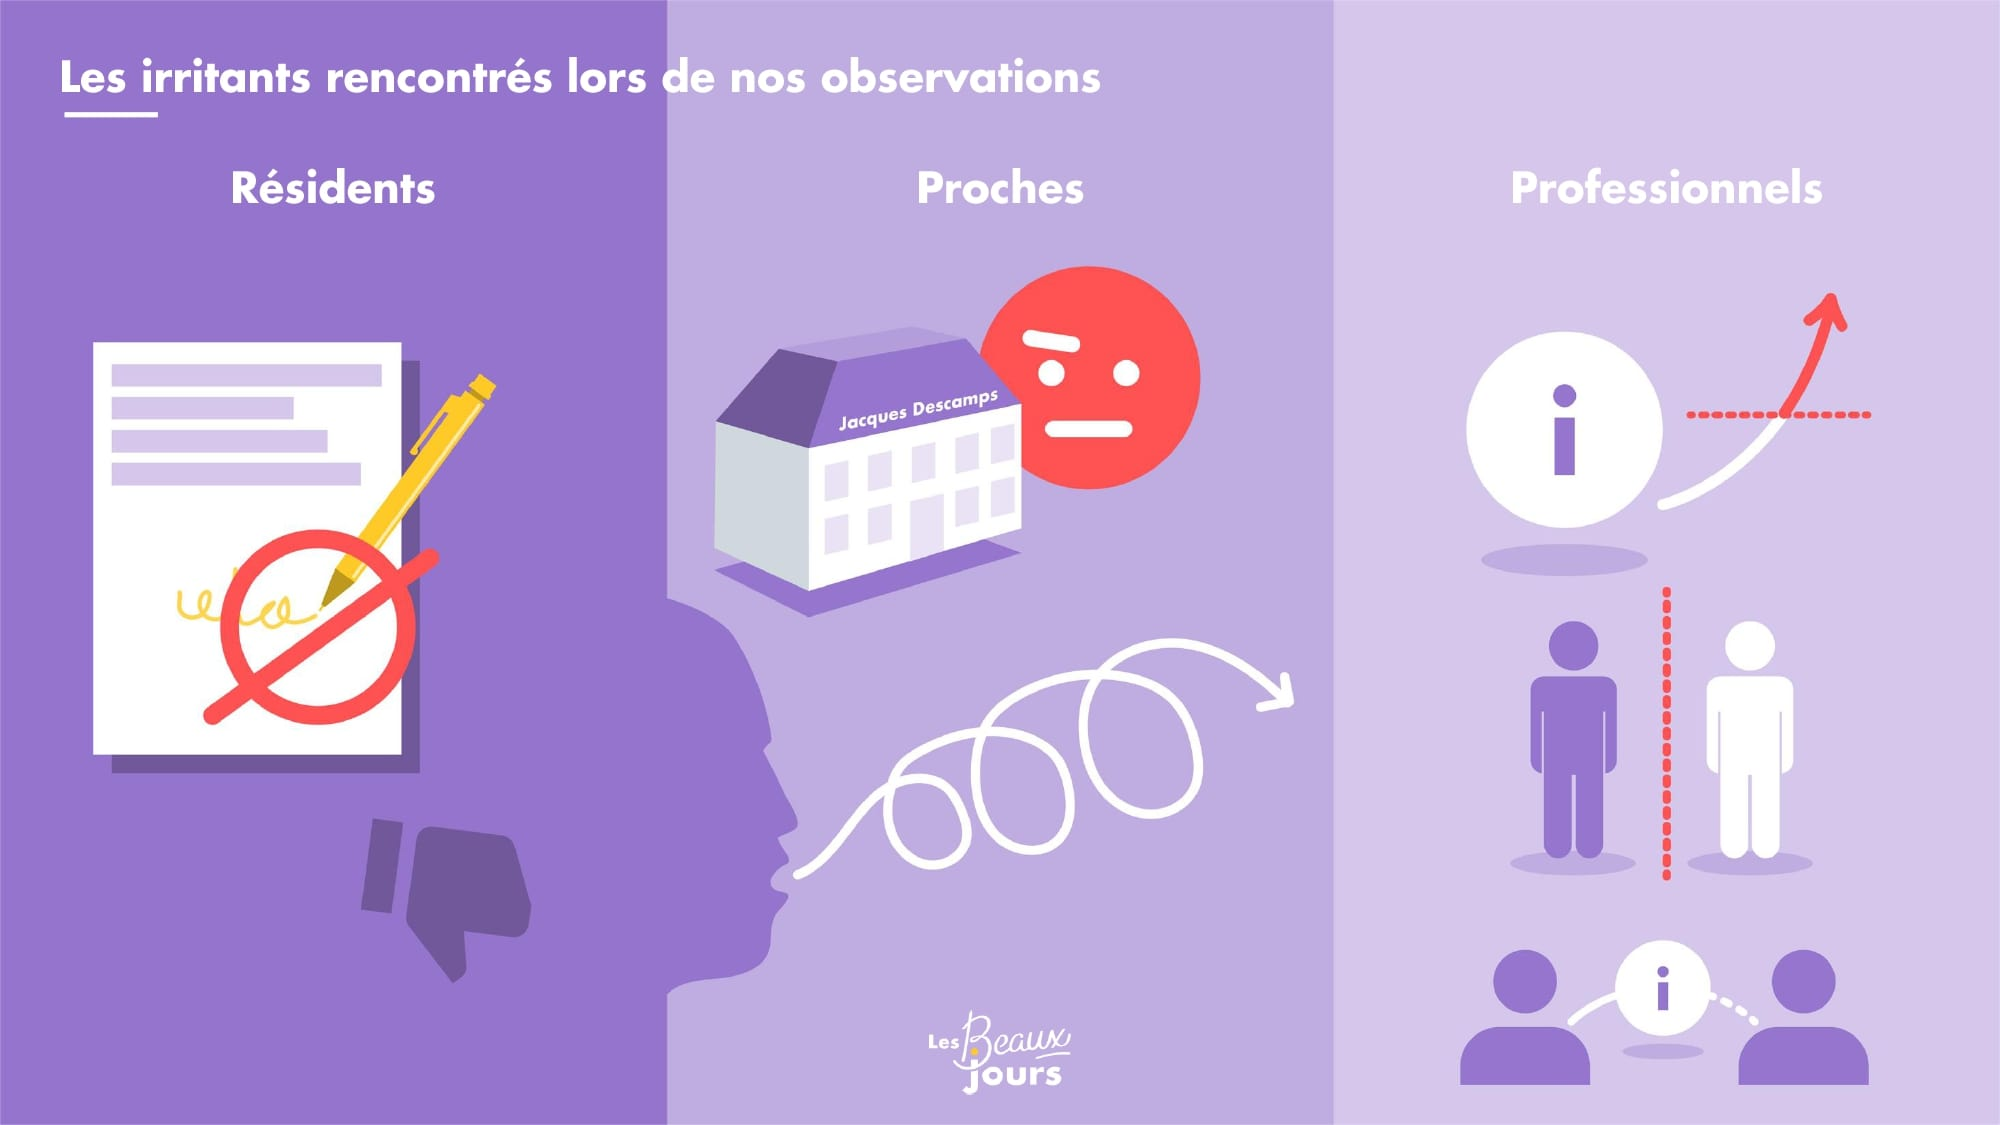 Les irritants rencontrés lors de nos observations
Résidents
Proches
Professionnels
Jacques Descamps
i
i
Les Beaux
jours